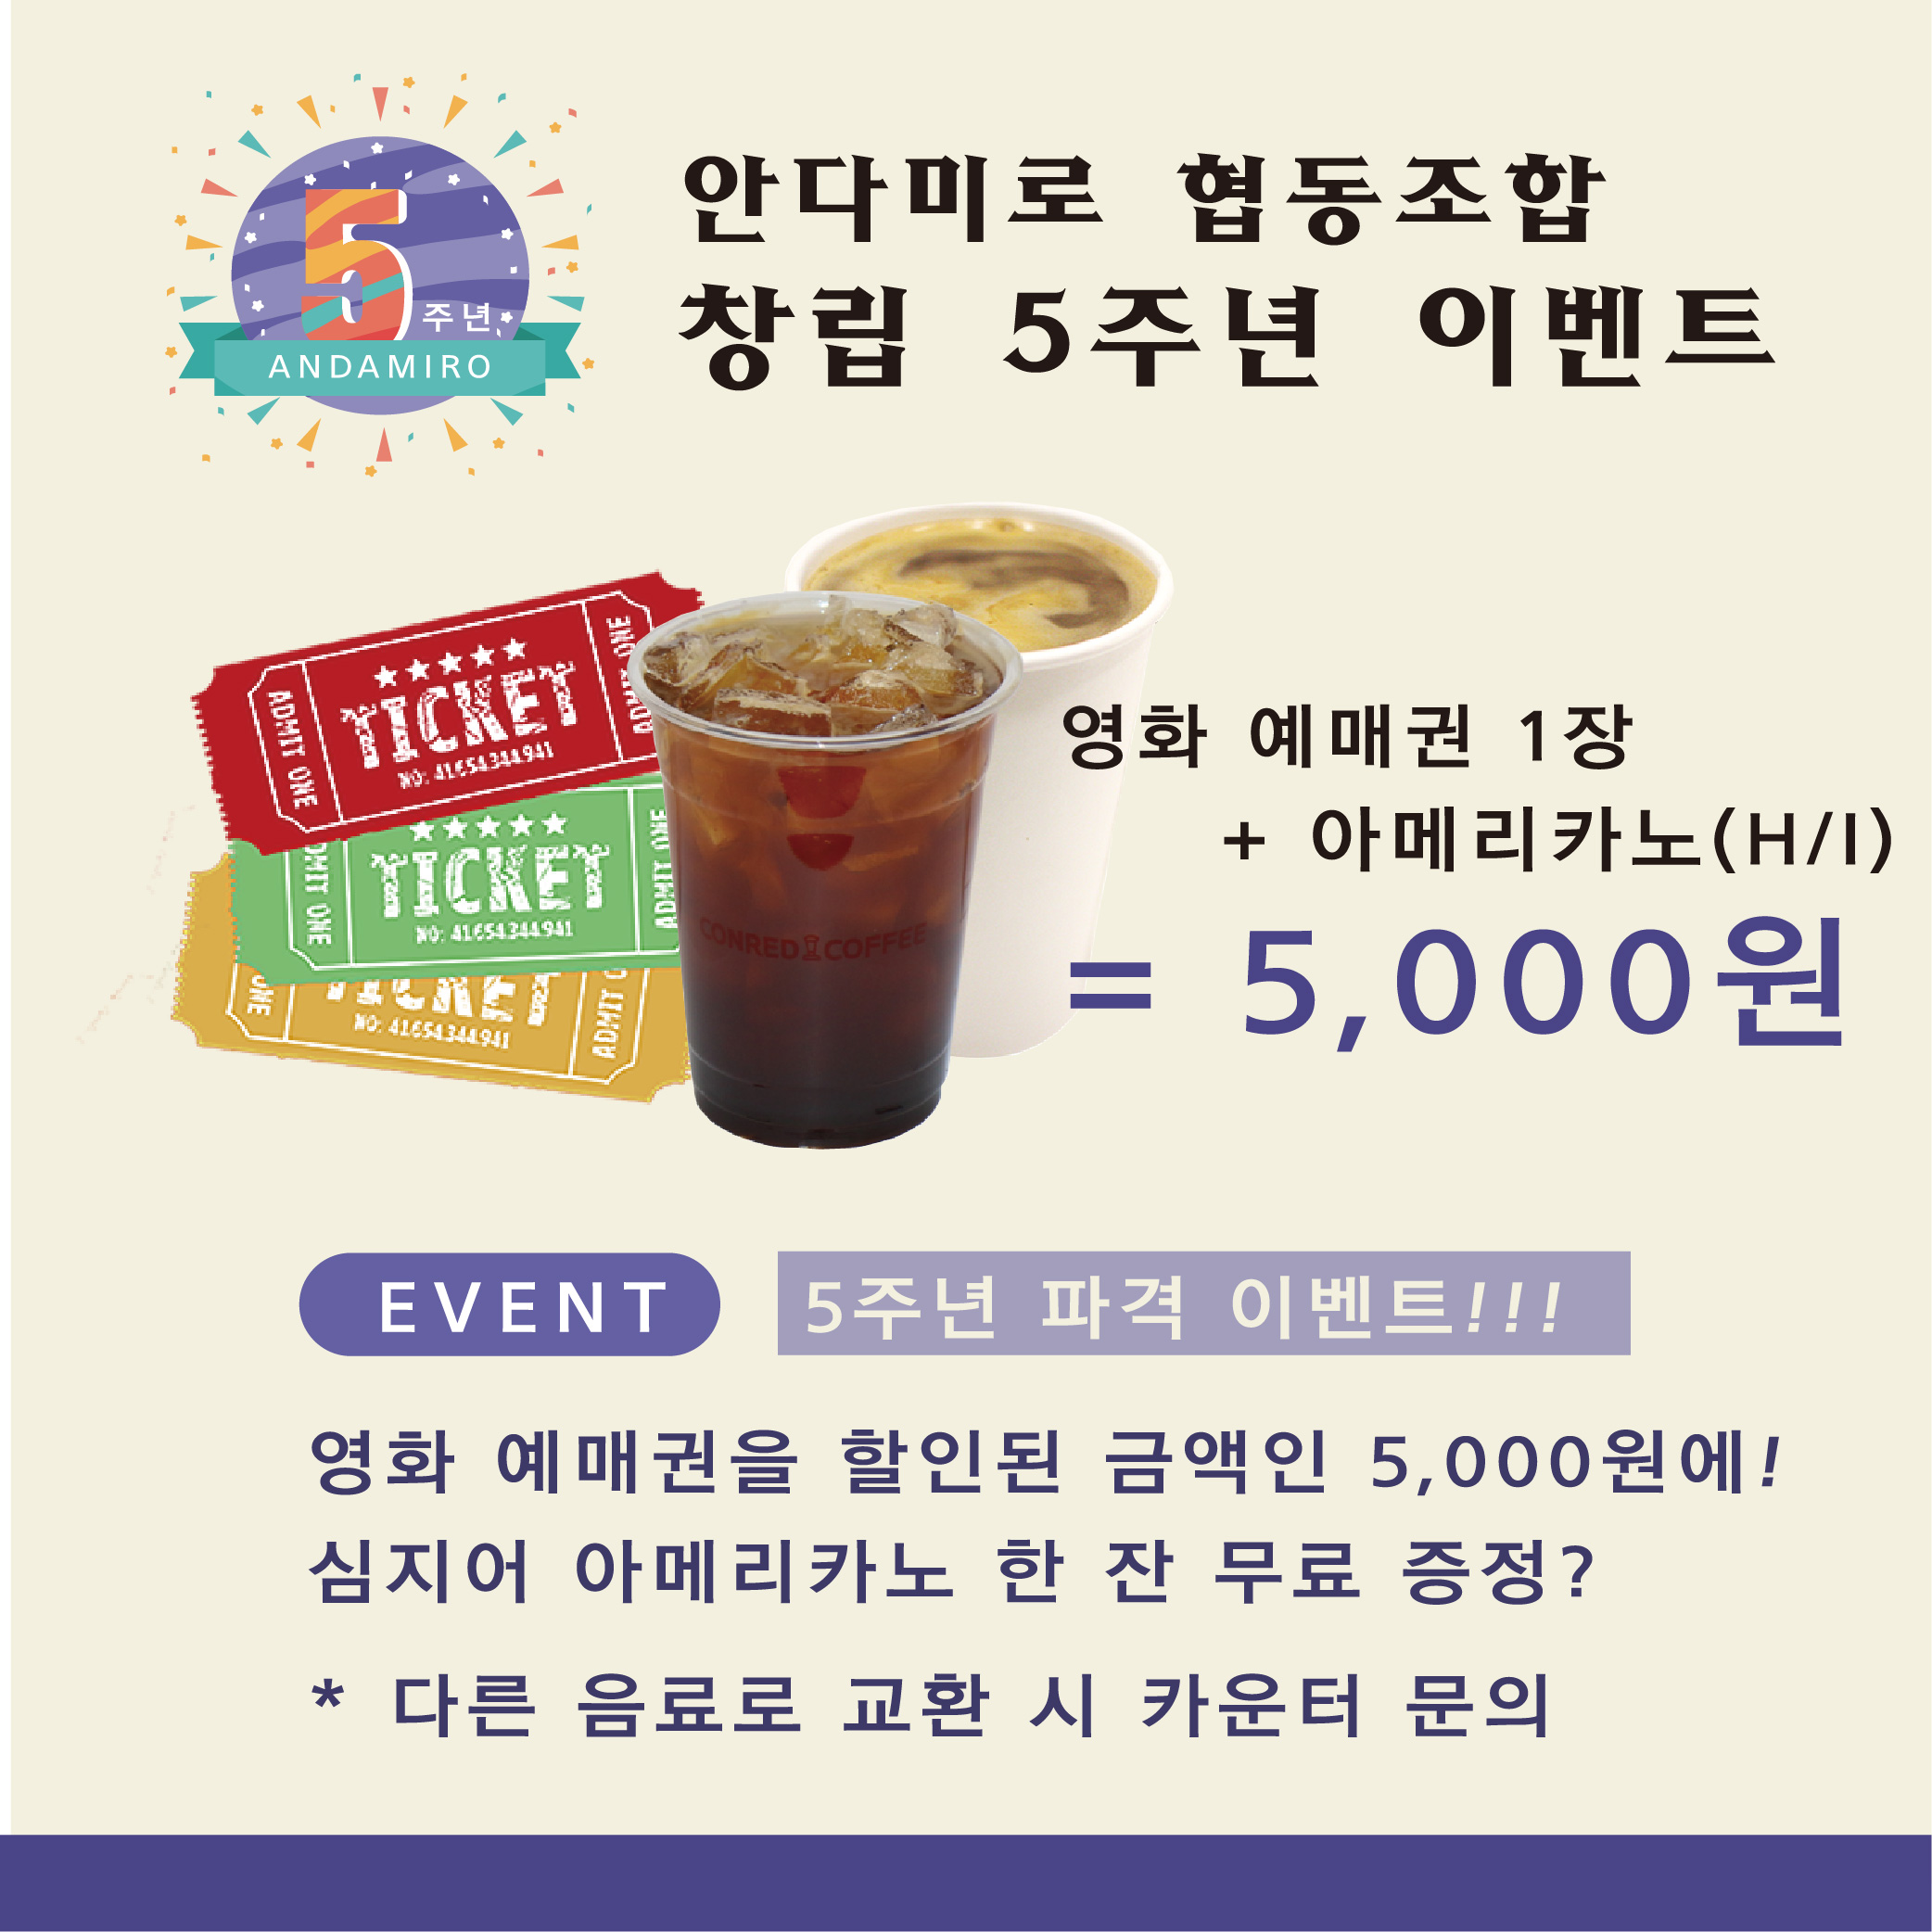 5주년
ANDAMIRO
안다미로 협동조합
창립 5주년 이벤트
ADMIT ONE
TICKET
NO: 41654344941
ADMIT ONE
ADMIT ONE
TICKET
NO: 41654344941
ADMIT ONE
ONE
TICKET
NO: 41654344941
ADMIT O
CONRED COFFEE
영화 예매권 1장
+ 아메리카노(H/I)
= 5,000원
EVENT
5주년 파격 이벤트!!!
영화 예매권을 할인된 금액인 5,000원에!
심지어 아메리카노 한 잔 무료 증정?
* 다른 음료로 교환 시 카운터 문의